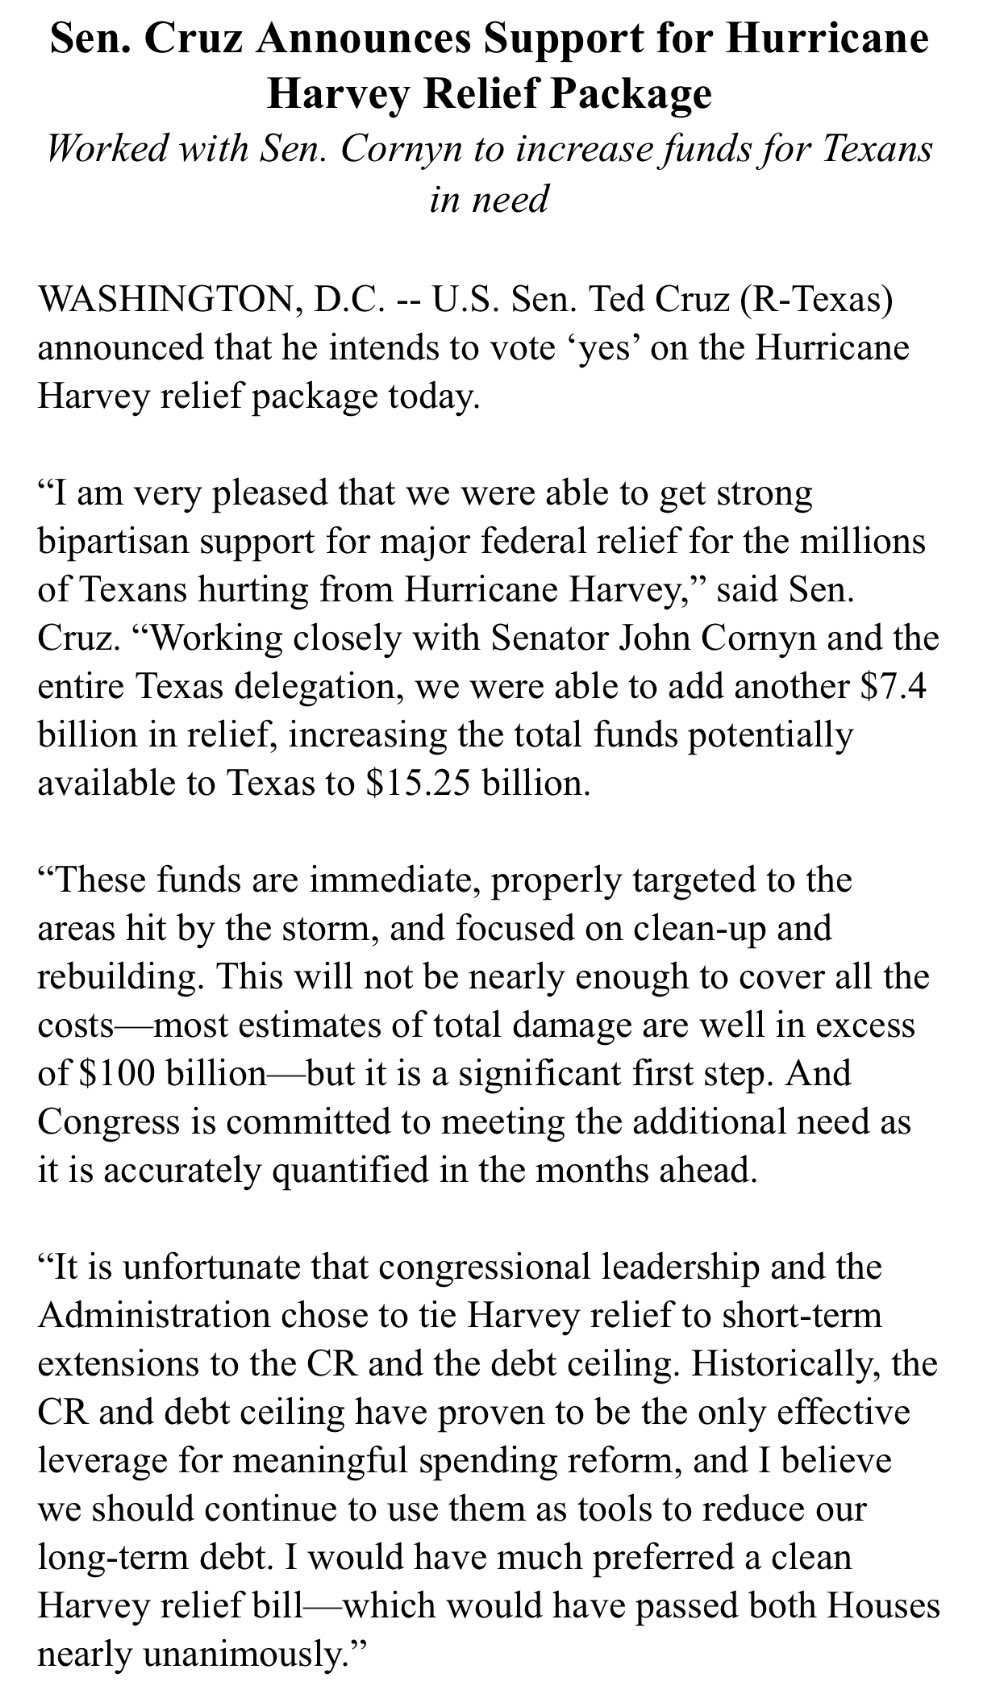 Sen. Cruz Announces Support for Hurricane
Harvey Relief Package
Worked with Sen. Cornyn to increase funds for Texans
in need
WASHINGTON, D.C. -- U.S. Sen. Ted Cruz (R-Texas)
announced that he intends to vote ‘yes’ on the Hurricane
Harvey relief package today.
“I am very pleased that we were able to get strong
bipartisan support for major federal relief for the millions
of Texans hurting from Hurricane Harvey,” said Sen.
Cruz. “Working closely with Senator John Cornyn and the
entire Texas delegation, we were able to add another $7.4
billion in relief, increasing the total funds potentially
available to Texas to $15.25 billion.
“These funds are immediate, properly targeted to the
areas hit by the storm, and focused on clean-up and
rebuilding. This will not be nearly enough to cover all the
costs—most estimates of total damage are well in excess
of $100 billion—but it is a significant first step. And
Congress is committed to meeting the additional need as
it is accurately quantified in the months ahead.
“It is unfortunate that congressional leadership and the
Administration chose to tie Harvey relief to short-term
extensions to the CR and the debt ceiling. Historically, the
CR and debt ceiling have proven to be the only effective
leverage for meaningful spending reform, and I believe
we should continue to use them as tools to reduce our
long-term debt. I would have much preferred a clean
Harvey relief bill—which would have passed both Houses
nearly unanimously.”